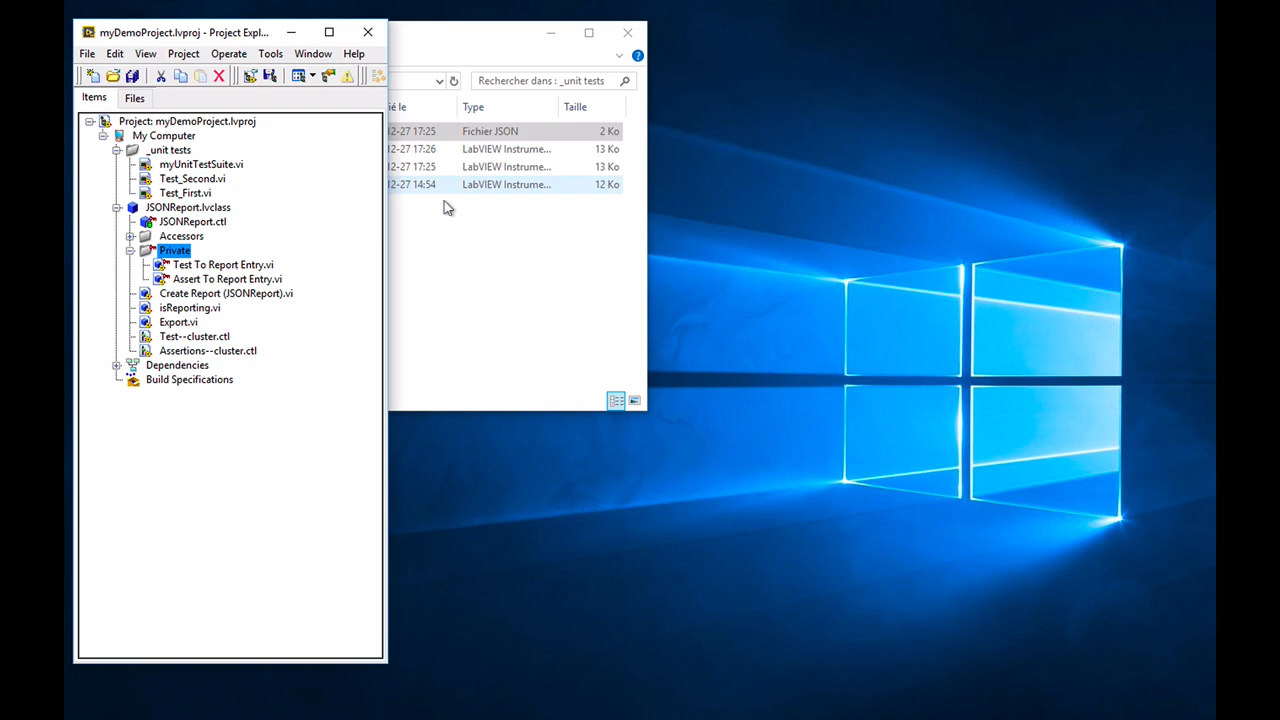 myDemoProject.lvproj - Project Expl...
File Edit View Project Operate Tools Window Help
Items Files
Project: myDemoProject.lvproj
My Computer
_unit tests
myUnitTestSuite.vi
Test_Second.vi
Test_First.vi
JSONReport.lvclass
JSONReport.ctl
Accessors
Private
Test To Report Entry.vi
Assert To Report Entry.vi
Create Report (JSONReport).vi
isReporting.vi
Export.vi
Test--cluster.ctl
Assertions--cluster.ctl
Dependencies
Build Specifications
Rechercher dans : _unit tests
ié le Type Taille
12-27 17:25 Fichier JSON 2 Ko
12-27 17:26 LabVIEW Instrume... 13 Ko
12-27 17:25 LabVIEW Instrume... 13 Ko
12-27 14:54 LabVIEW Instrume... 12 Ko